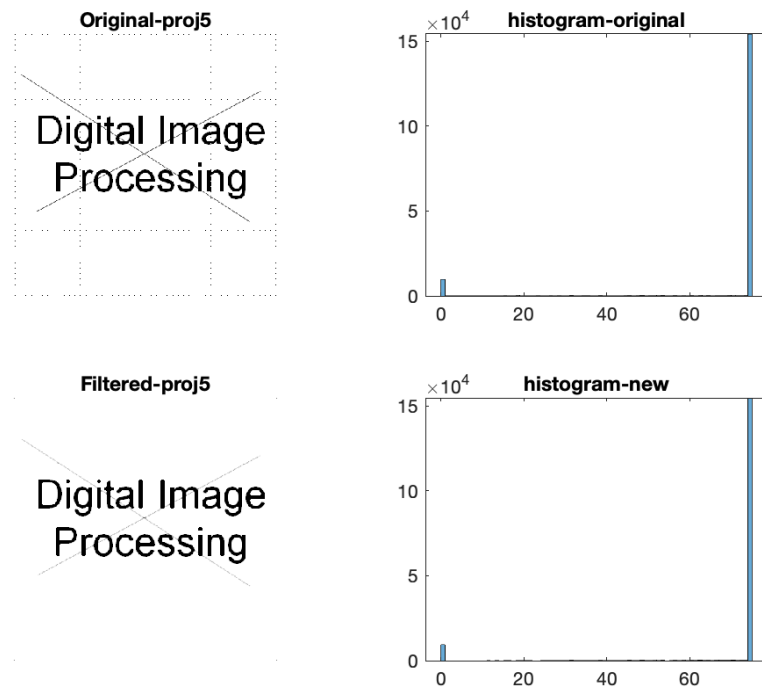 Original-proj5
Digital Image
Processing
histogram-original
×10⁴
15
10
5
0
0 20 40 60
Filtered-proj5
Digital Image
Processing
histogram-new
×10⁴
15
10
5
0
0 20 40 60